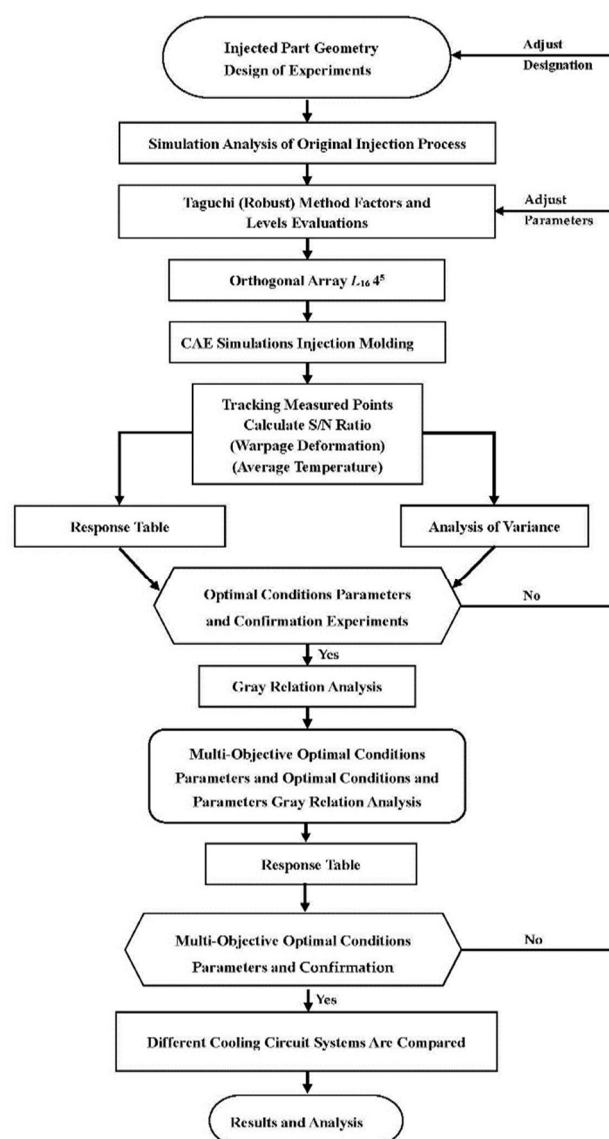 Injected Part Geometry
Design of Experiments
Adjust
Designation
Simulation Analysis of Original Injection Process
Taguchi (Robust) Method Factors and
Levels Evaluations
Adjust
Parameters
Orthogonal Array L₁₆ 4⁵
CAE Simulations Injection Molding
Tracking Measured Points
Calculate S/N Ratio
(Warpage Deformation)
(Average Temperature)
Response Table
Analysis of Variance
Optimal Conditions Parameters
and Confirmation Experiments
No
Yes
Gray Relation Analysis
Multi-Objective Optimal Conditions
Parameters and Optimal Conditions and
Parameters Gray Relation Analysis
Response Table
Multi-Objective Optimal Conditions
Parameters and Confirmation
No
Yes
Different Cooling Circuit Systems Are Compared
Results and Analysis